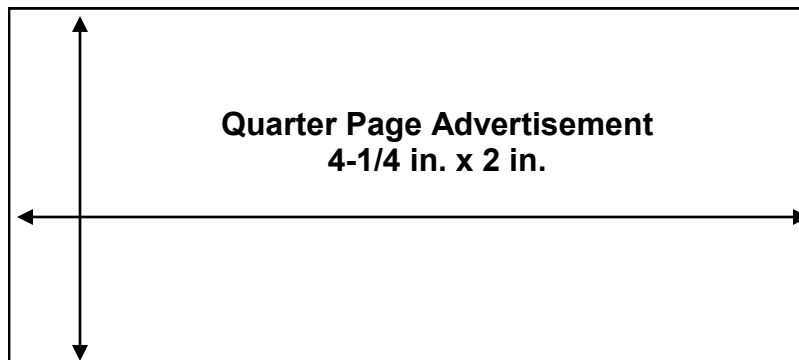 Quarter Page Advertisement
4-1/4 in. x 2 in.